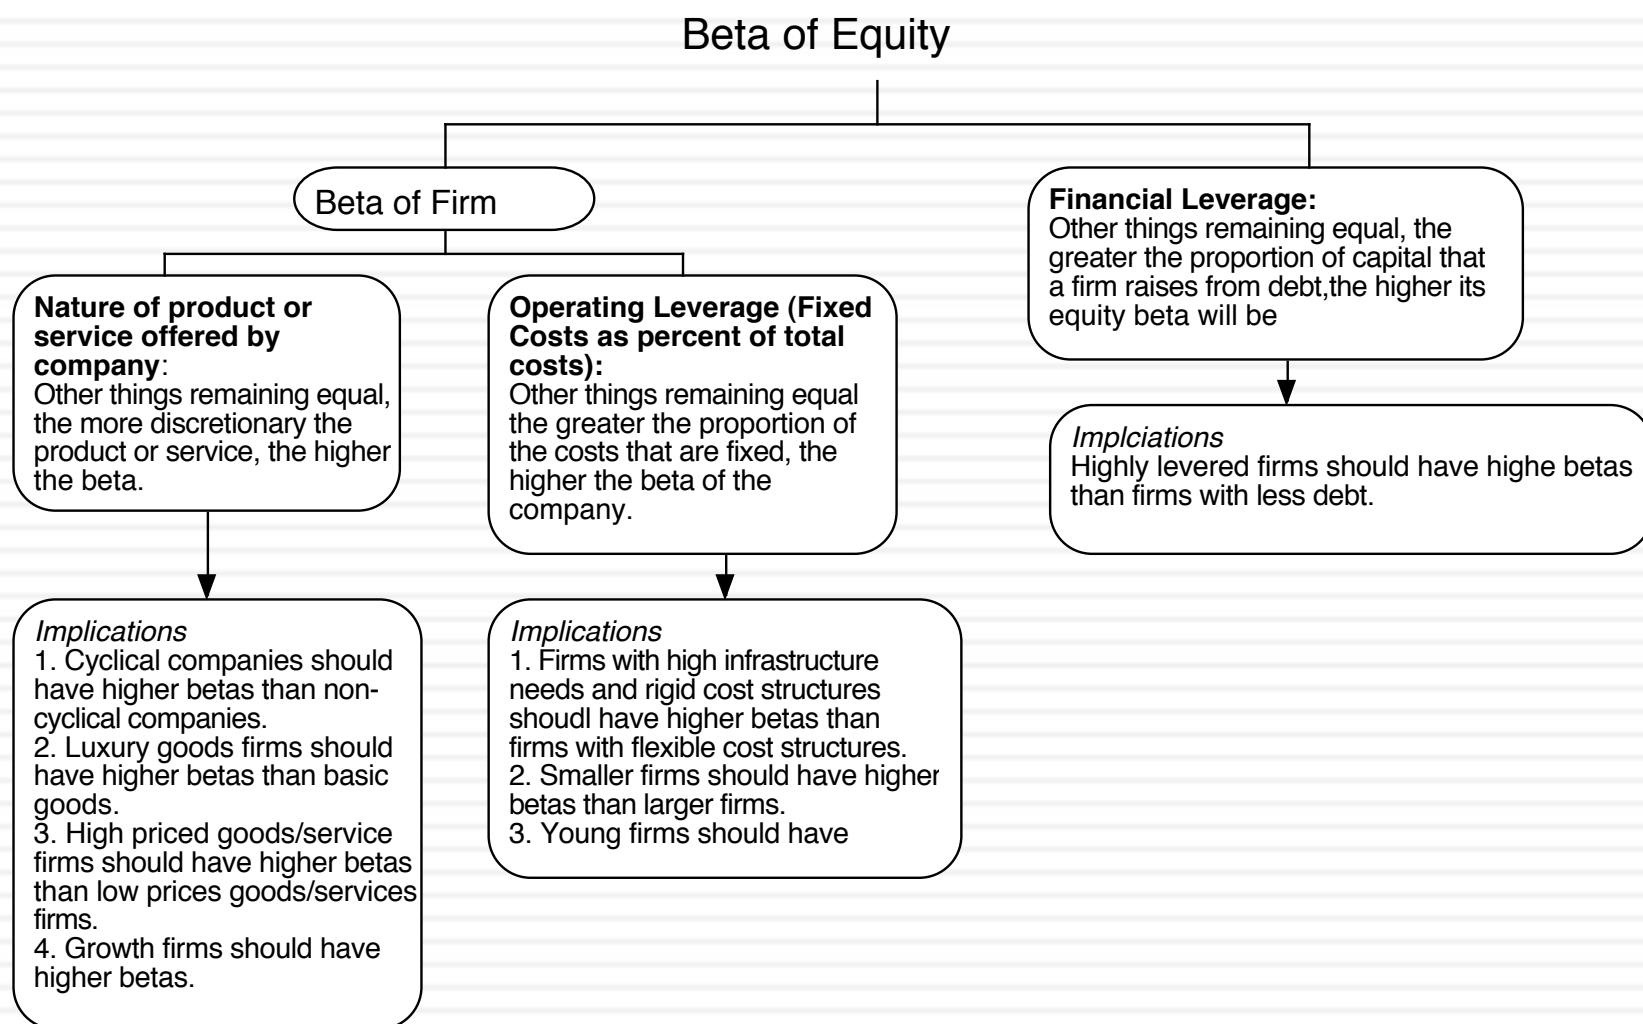 Beta of Equity
Beta of Firm
Financial Leverage:
Other things remaining equal, the
greater the proportion of capital that
a firm raises from debt,the higher its
equity beta will be
Nature of product or
service offered by
company:
Other things remaining equal,
the more discretionary the
product or service, the higher
the beta.
Operating Leverage (Fixed
Costs as percent of total
costs):
Other things remaining equal
the greater the proportion of
the costs that are fixed, the
higher the beta of the
company.
Implciations
Highly levered firms should have highe betas
than firms with less debt.
Implications
1. Cyclical companies should
have higher betas than non-
cyclical companies.
2. Luxury goods firms should
have higher betas than basic
goods.
3. High priced goods/service
firms should have higher betas
than low prices goods/services
firms.
4. Growth firms should have
higher betas.
Implications
1. Firms with high infrastructure
needs and rigid cost structures
shoudl have higher betas than
firms with flexible cost structures.
2. Smaller firms should have higher
betas than larger firms.
3. Young firms should have